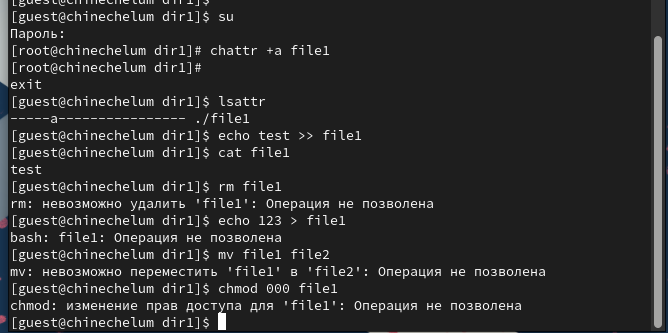 [guest@chinechelum dir1]$
[guest@chinechelum dir1]$ su
Пароль:
[root@chinechelum dir1]# chattr +a file1
[root@chinechelum dir1]#
exit
[guest@chinechelum dir1]$ lsattr
-----a---------------- ./file1
[guest@chinechelum dir1]$ echo test >> file1
[guest@chinechelum dir1]$ cat file1
test
[guest@chinechelum dir1]$ rm file1
rm: невозможно удалить 'file1': Операция не позволена
[guest@chinechelum dir1]$ echo 123 > file1
bash: file1: Операция не позволена
[guest@chinechelum dir1]$ mv file1 file2
mv: невозможно переместить 'file1' в 'file2': Операция не позволена
[guest@chinechelum dir1]$ chmod 000 file1
chmod: изменение прав доступа для 'file1': Операция не позволена
[guest@chinechelum dir1]$